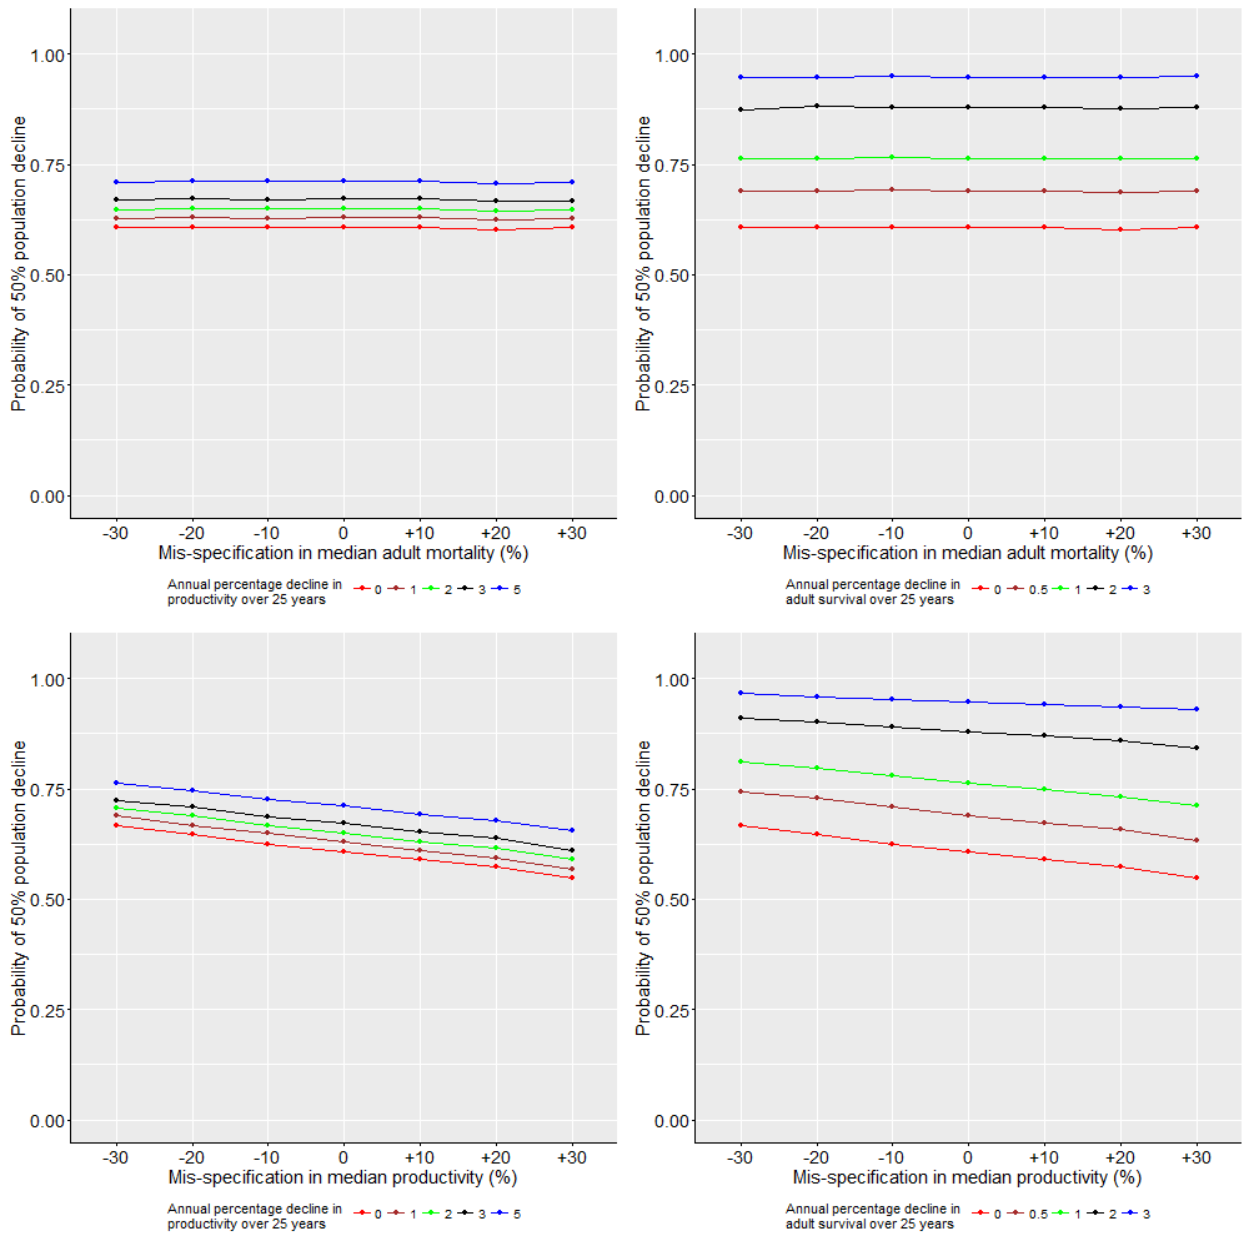 Probability of 50% population decline
1.00
0.75
0.50
0.25
0.00
-30 -20 -10 0 +10 +20 +30
Mis-specification in median adult mortality (%)
Annual percentage decline in
productivity over 25 years
0 1 2 3 5
Probability of 50% population decline
1.00
0.75
0.50
0.25
0.00
-30 -20 -10 0 +10 +20 +30
Mis-specification in median adult mortality (%)
Annual percentage decline in
adult survival over 25 years
0 0.5 1 2 3
Probability of 50% population decline
1.00
0.75
0.50
0.25
0.00
-30 -20 -10 0 +10 +20 +30
Mis-specification in median productivity (%)
Annual percentage decline in
productivity over 25 years
0 1 2 3 5
Probability of 50% population decline
1.00
0.75
0.50
0.25
0.00
-30 -20 -10 0 +10 +20 +30
Mis-specification in median productivity (%)
Annual percentage decline in
adult survival over 25 years
0 0.5 1 2 3